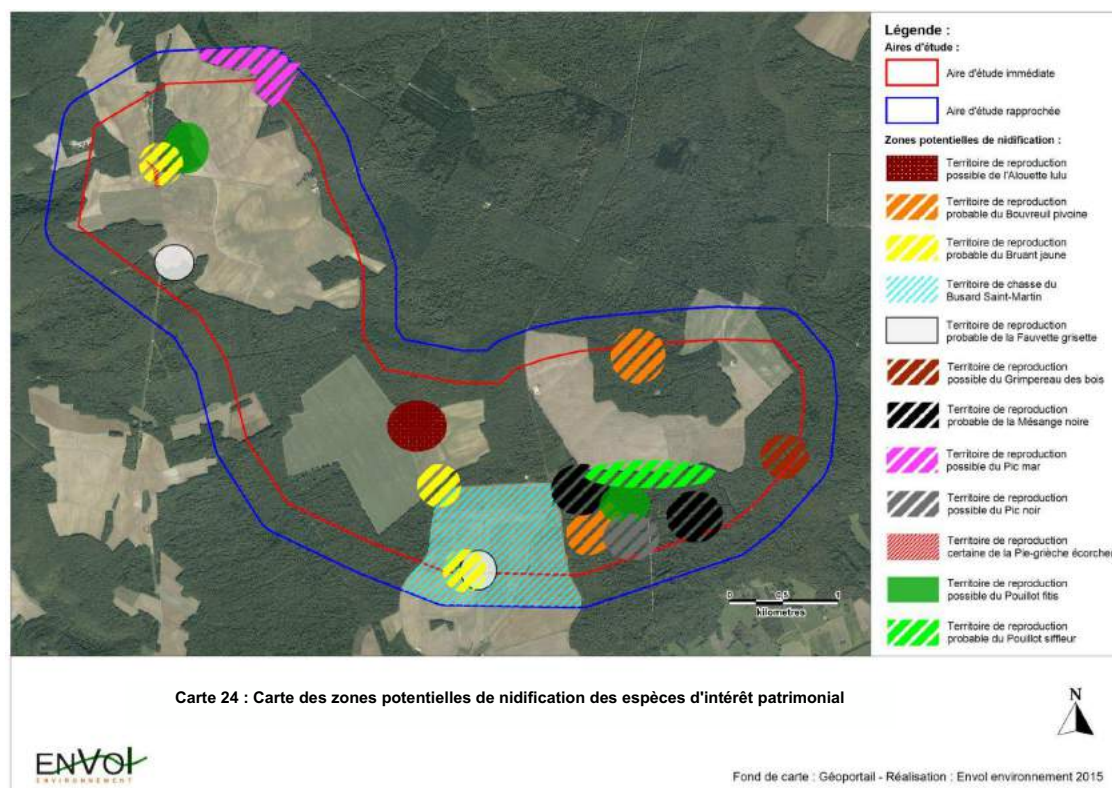 Légende :
Aires d'étude :
Aire d'étude immédiate
Aire d'étude rapprochée
Zones potentielles de nidification :
Territoire de reproduction
possible de l'Alouette lulu
Territoire de reproduction
probable du Bouvreuil pivoine
Territoire de reproduction
probable du Bruant jaune
Territoire de chasse du
Busard Saint-Martin
Territoire de reproduction
probable de la Fauvette grisette
Territoire de reproduction
possible du Grimpereau des bois
Territoire de reproduction
probable de la Mésange noire
Territoire de reproduction
possible du Pic mar
Territoire de reproduction
possible du Pic noir
Territoire de reproduction
certaine de la Pie-grièche écorcheur
Territoire de reproduction
possible du Pouillot fitis
Territoire de reproduction
probable du Pouillot siffleur
0 0,5 1
kilomètres
Carte 24 : Carte des zones potentielles de nidification des espèces d'intérêt patrimonial
N
ENVOL
ENVIRONNEMENT
Fond de carte : Géoportail - Réalisation : Envol environnement 2015